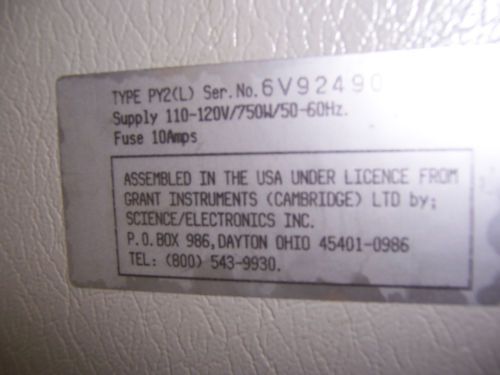 TYPE PY2(L) Ser.No.6V92490
Supply 110-120V/750W/50-60Hz.
Fuse 10Amps
ASSEMBLED IN THE USA UNDER LICENCE FROM
GRANT INSTRUMENTS (CAMBRIDGE) LTD by;
SCIENCE/ELECTRONICS INC.
P.O.BOX 986,DAYTON OHIO 45401-0986
TEL: (800) 543-9930.